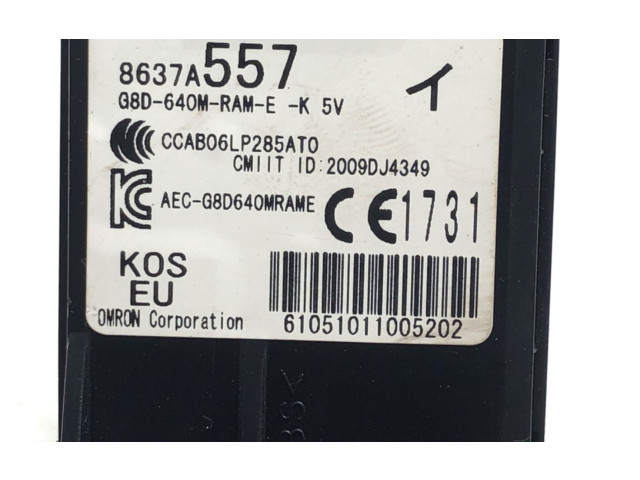 8637A557 イ
G8D-640M-RAM-E -K 5V
CCAB06LP285AT0
CMIIT ID:2009DJ4349
AEC-G8D640MRAME
CE1731
KOS
EU
OMRON Corporation
61051011005202